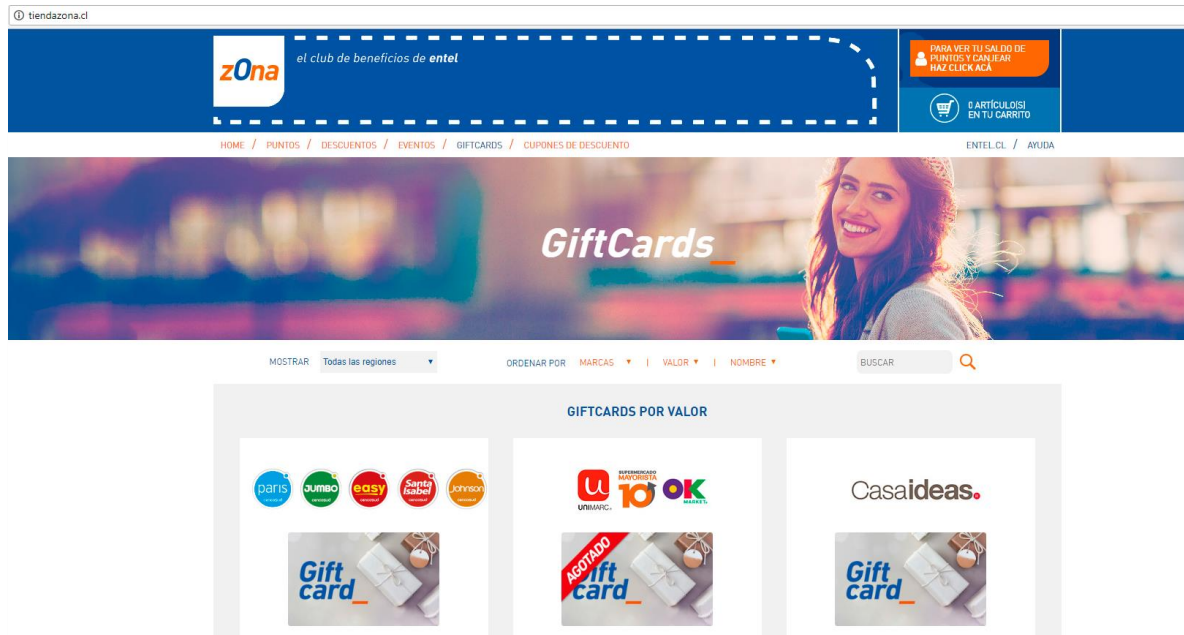 tiendazona.cl
zOna
el club de beneficios de entel
PARA VER TU SALDO DE
PUNTOS Y CANJEAR
HAZ CLICK ACÁ
0 ARTÍCULO[S]
EN TU CARRITO
HOME / PUNTOS / DESCUENTOS / EVENTOS / GIFTCARDS / CUPONES DE DESCUENTO
ENTEL.CL / AYUDA
GiftCards_
MOSTRAR Todas las regiones
ORDENAR POR MARCAS | VALOR | NOMBRE
BUSCAR
GIFTCARDS POR VALOR
paris
JUMBO
easy
Santa
Isabel
Johnson
UNIMARC
SUPERMERCADO
MAYORISTA
10
OK
MARKET
Casaideas.
Gift
card_
AGOTADO
Gift
card_
Gift
card_